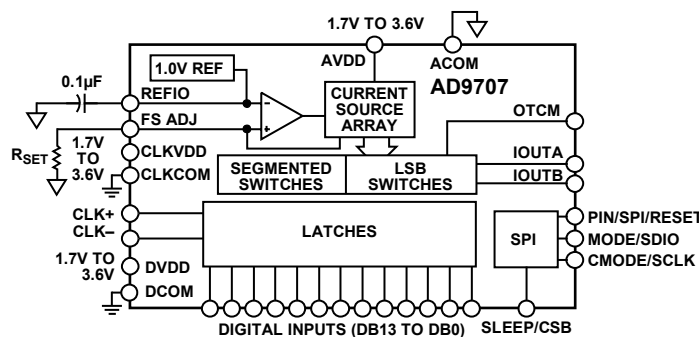 1.7V TO 3.6V
AVDD
ACOM
1.0V REF
AD9707
0.1µF
REFIO
CURRENT
SOURCE
ARRAY
FS ADJ
OTCM
RSET
1.7V
TO
3.6V
CLKVDD
CLKCOM
SEGMENTED
SWITCHES
LSB
SWITCHES
IOUTA
IOUTB
CLK+
CLK–
LATCHES
SPI
PIN/SPI/RESET
MODE/SDIO
CMODE/SCLK
1.7V TO
3.6V
DVDD
DCOM
DIGITAL INPUTS (DB13 TO DB0)
SLEEP/CSB